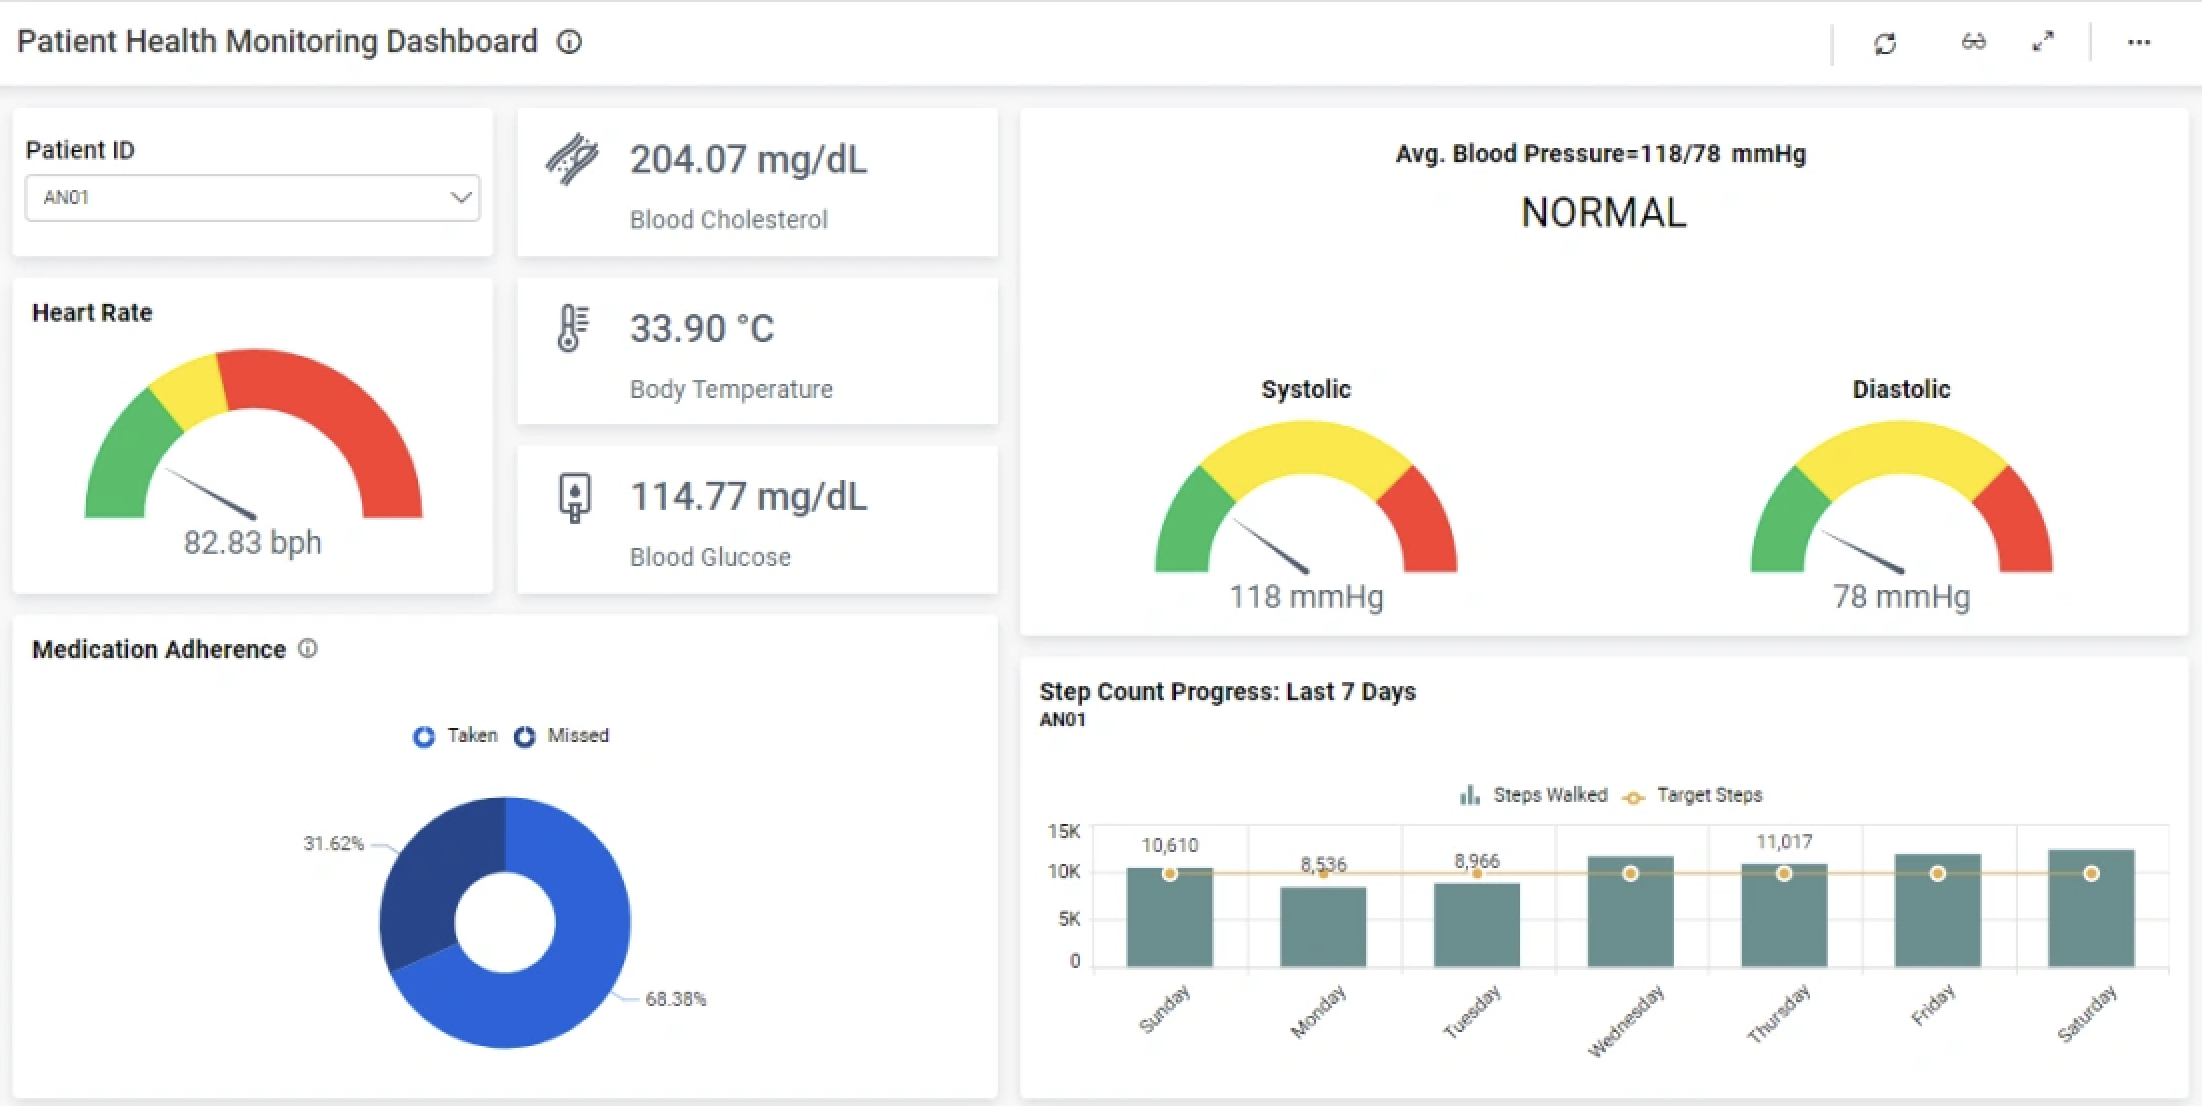 Patient Health Monitoring Dashboard
Patient ID
AN01
204.07 mg/dL
Blood Cholesterol
Heart Rate
82.83 bph
33.90 °C
Body Temperature
114.77 mg/dL
Blood Glucose
Avg. Blood Pressure=118/78 mmHg
NORMAL
Systolic
118 mmHg
Diastolic
78 mmHg
Medication Adherence
Taken Missed
31.62%
68.38%
Step Count Progress: Last 7 Days
AN01
Steps Walked Target Steps
15K
10K
5K
0
10,610
8,536
8,966
11,017
Sunday
Monday
Tuesday
Wednesday
Thursday
Friday
Saturday